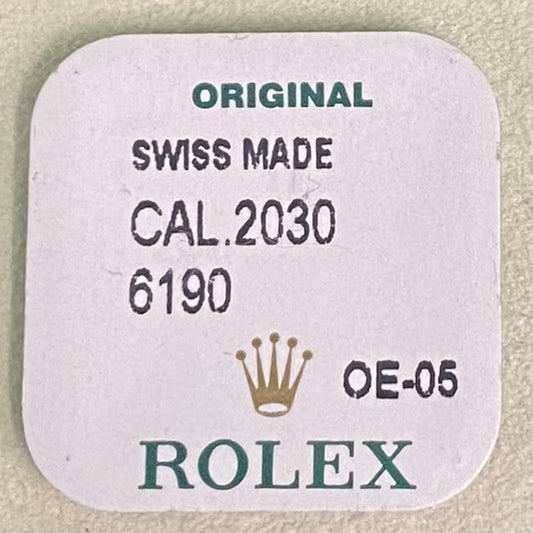 ORIGINAL
SWISS MADE
CAL.2030
6190
OE-05
ROLEX